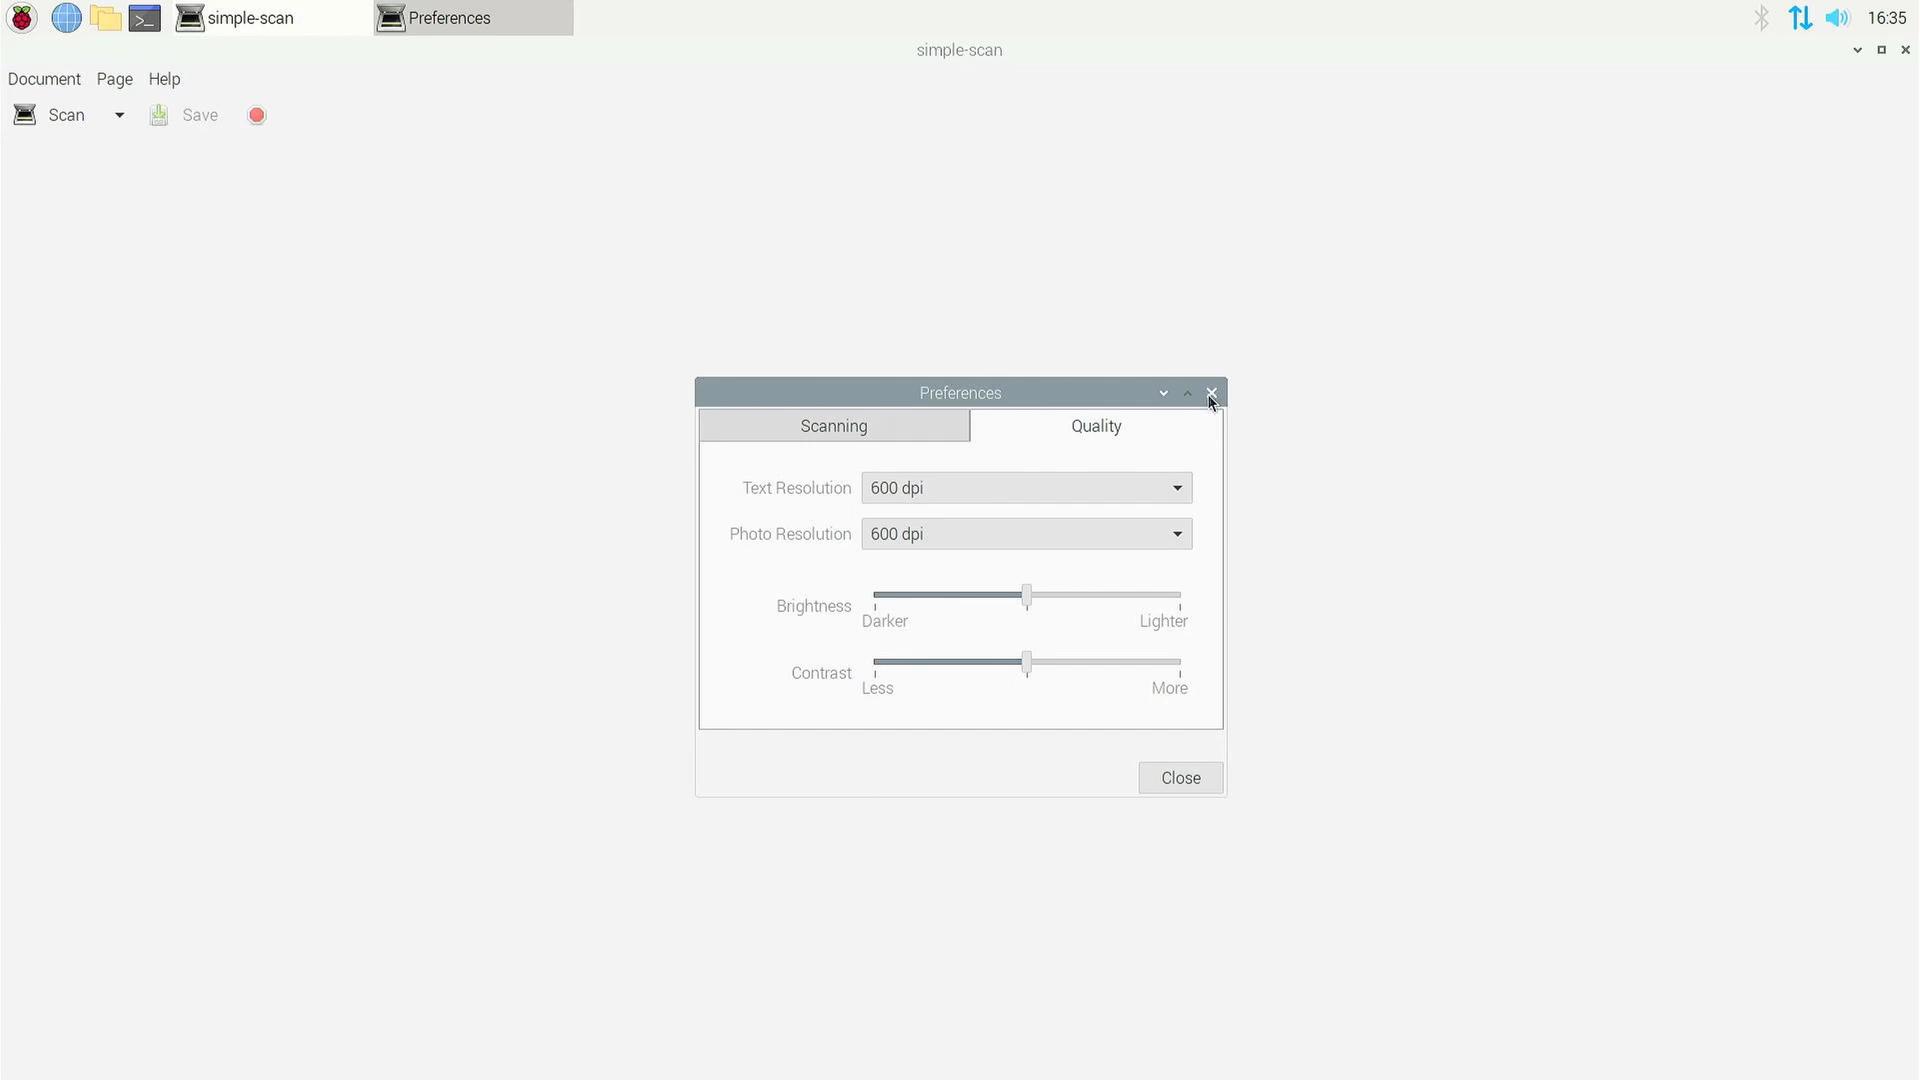 simple-scan
Preferences
16:35
simple-scan
Document Page Help
Scan Save
Preferences
Scanning Quality
Text Resolution 600 dpi
Photo Resolution 600 dpi
Brightness
Darker Lighter
Contrast
Less More
Close